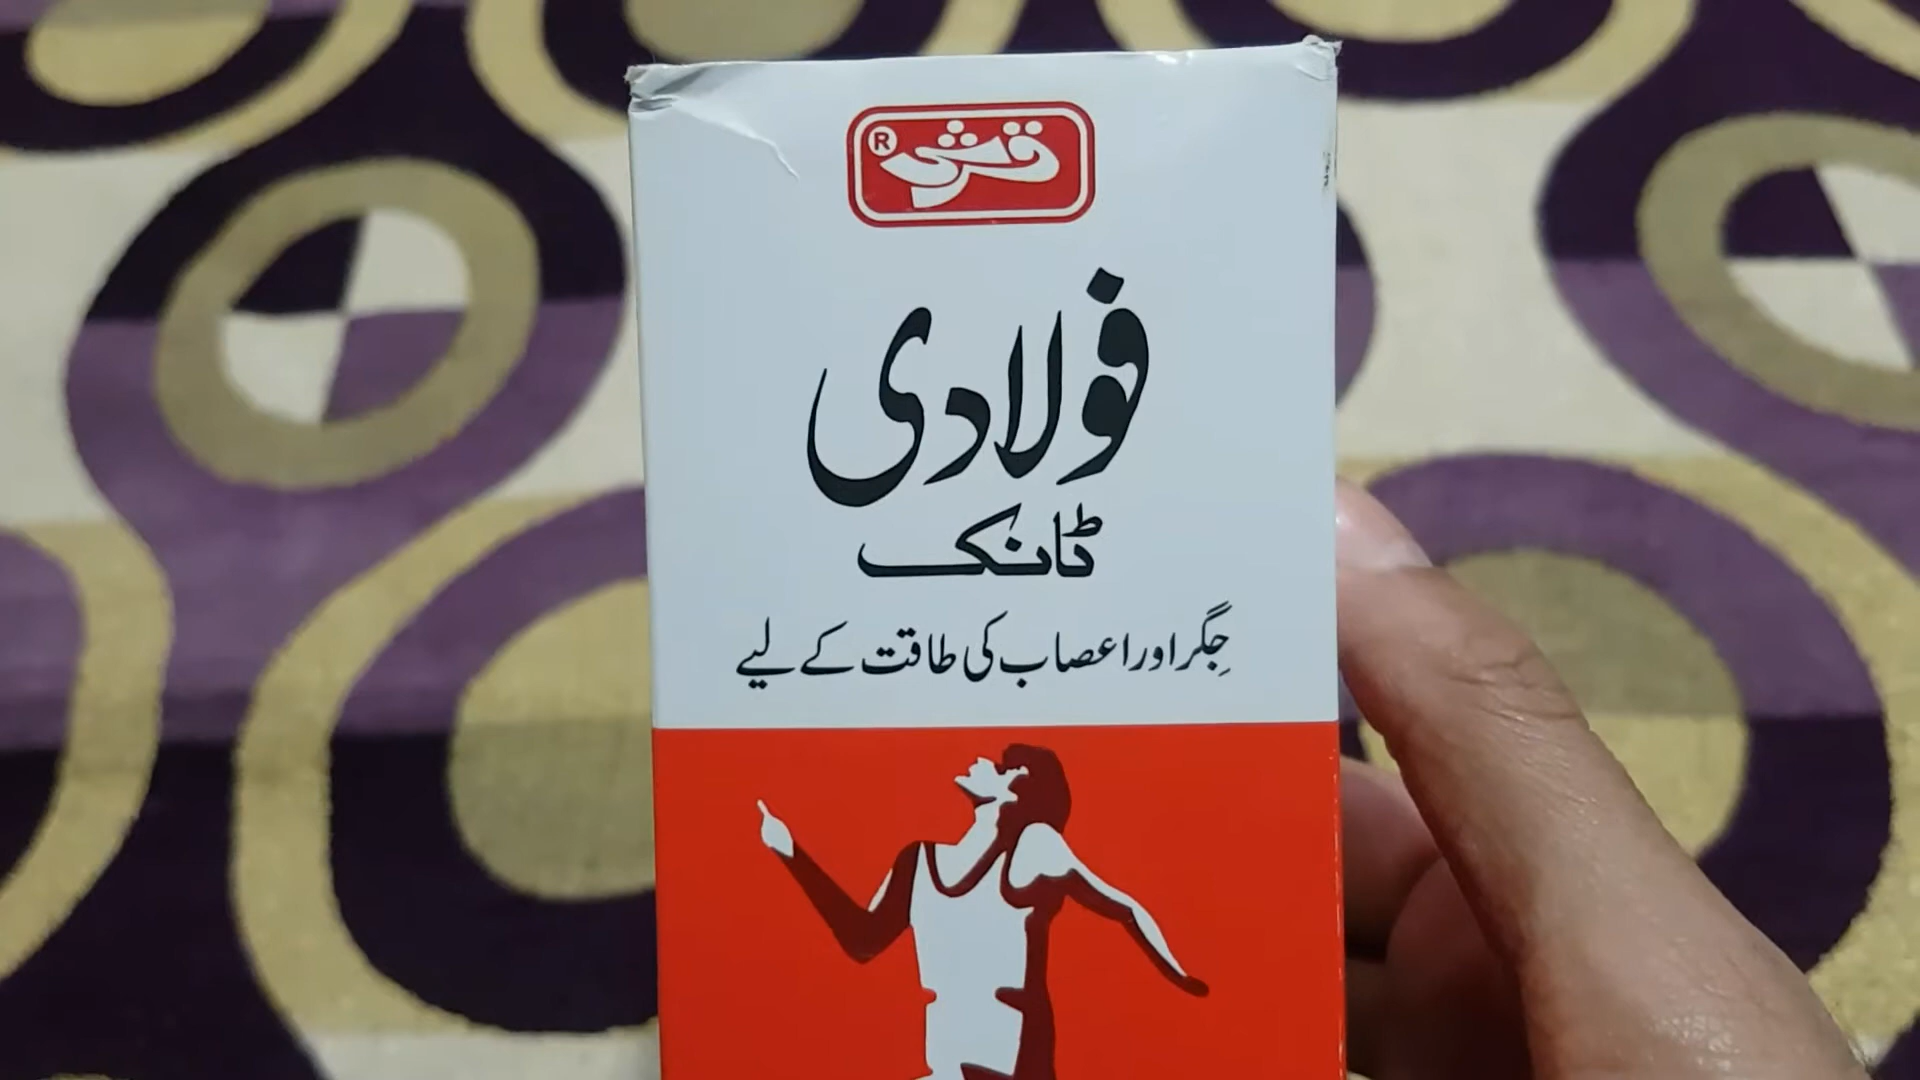 قرشی ®
فولادی
ٹانک
جگر اور اعصاب کی طاقت کے لیے